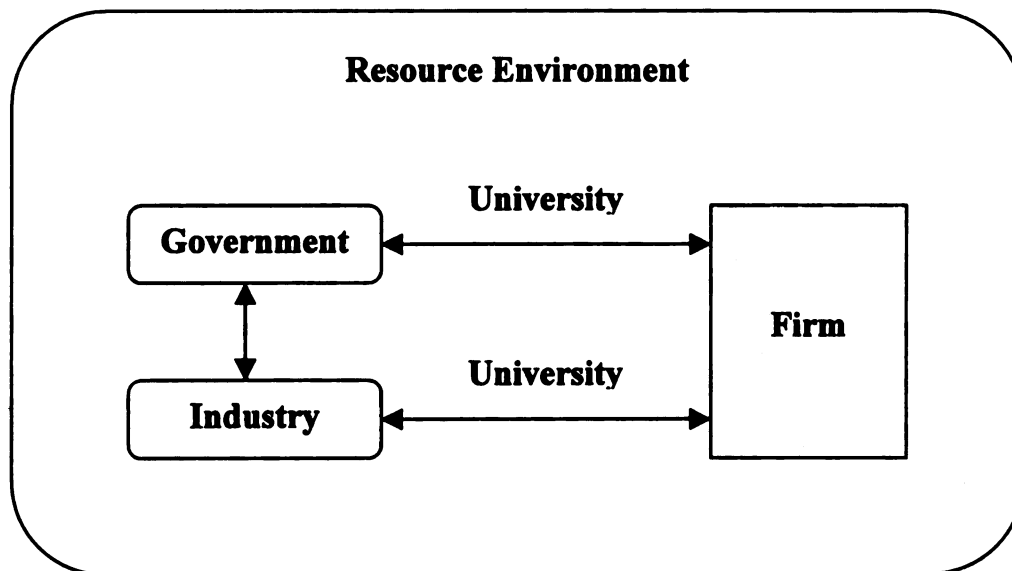 Resource Environment
University
Government
Firm
University
Industry